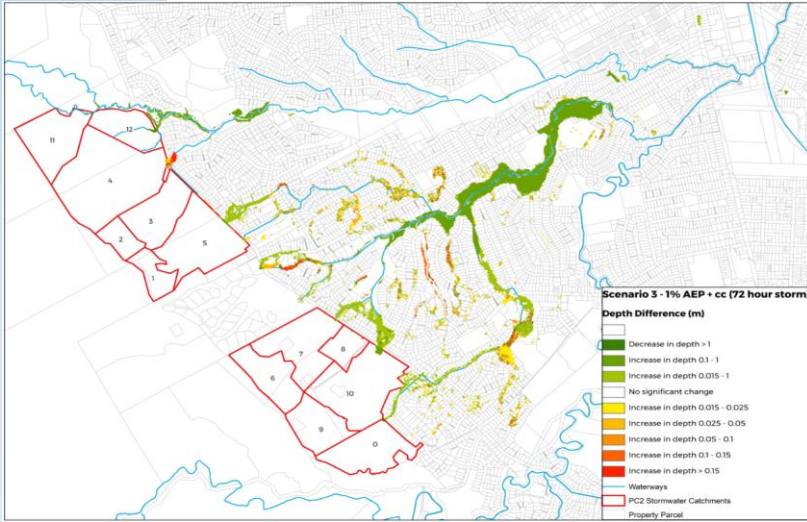 11
12
4
3
2
5
1
7
8
6
10
9
0
Scenario 3 - 1% AEP + cc (72 hour storm
Depth Difference (m)
Decrease in depth > 1
Increase in depth 0.1 - 1
Increase in depth 0.015 - 1
No significant change
Increase in depth 0.015 - 0.025
Increase in depth 0.025 - 0.05
Increase in depth 0.05 - 0.1
Increase in depth 0.1 - 0.15
Increase in depth > 0.15
Waterways
PC2 Stormwater Catchments
Property Parcel